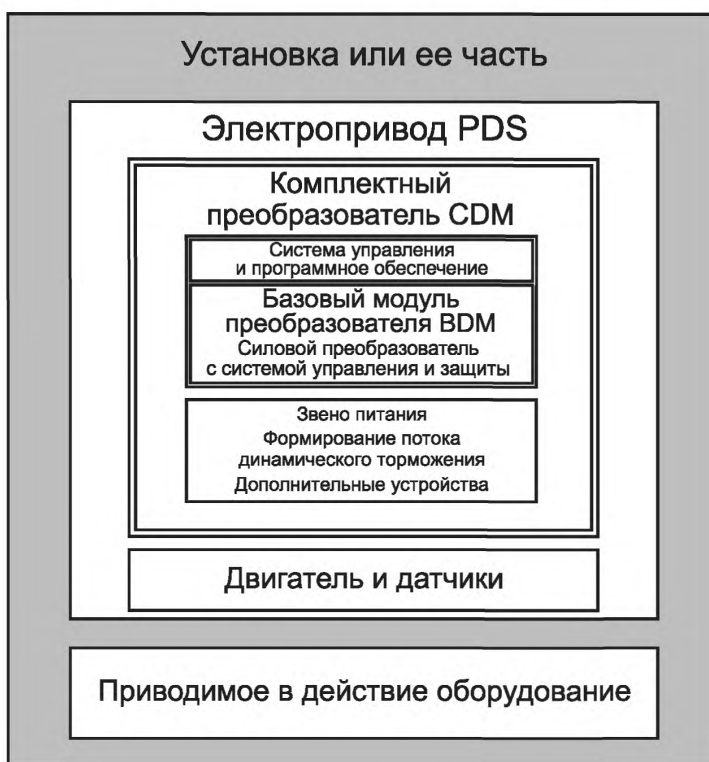 Установка или ее часть
Электропривод PDS
Комплектный
преобразователь CDM
Система управления
и программное обеспечение
Базовый модуль
преобразователя BDM
Силовой преобразователь
с системой управления и защиты
Звено питания
Формирование потока
динамического торможения
Дополнительные устройства
Двигатель и датчики
Приводимое в действие оборудование